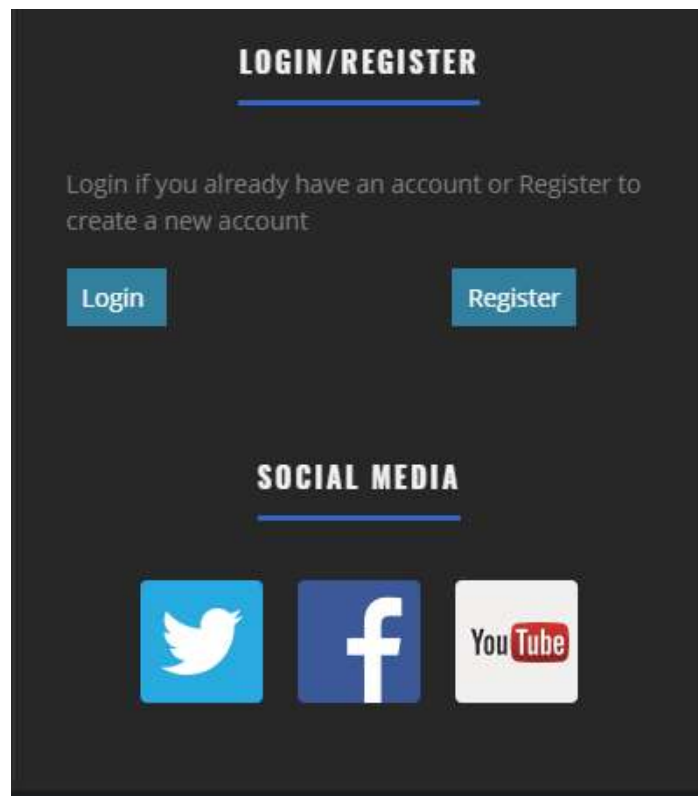 LOGIN/REGISTER
Login if you already have an account or Register to
create a new account
Login Register
SOCIAL MEDIA
f
YouTube